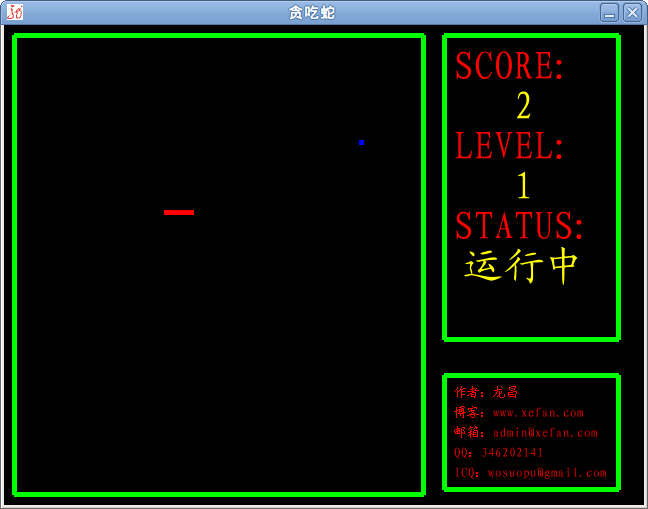 贪吃蛇
SCORE:
2
LEVEL:
1
STATUS:
运行中
作者：龙昌
博客：www.xefan.com
邮箱：admin@xefan.com
QQ：346202141
ICQ：wosuopu@gmail.com